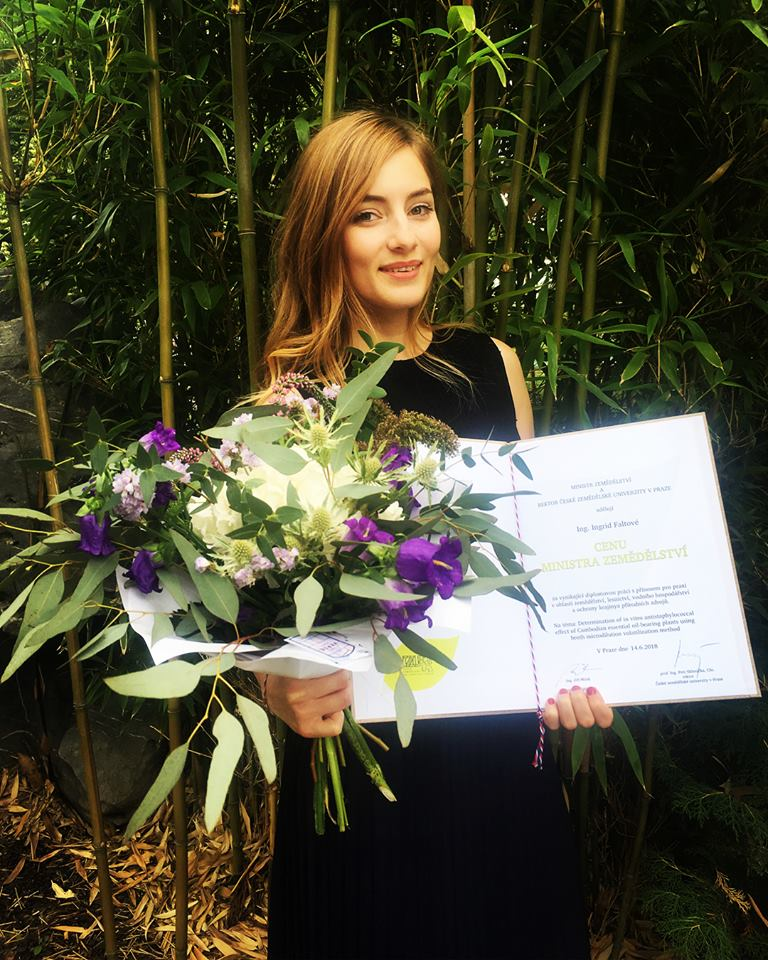 MINISTR ZEMĚDĚLSTVÍ
A
REKTOR ČESKÉ ZEMĚDĚLSKÉ UNIVERZITY V PRAZE
udělují
Ing. Ingrid Faltové
CENU
MINISTRA ZEMĚDĚLSTVÍ
za vynikající diplomovou práci s přínosem pro praxi
v oblasti zemědělství, lesnictví, vodního hospodářství
a ochrany krajiny a přírodních zdrojů.
Na téma: Determination of in vitro antistaphylococcal
effect of Cambodian essential oil-bearing plants using
broth microdilution volatilization method
V Praze dne 14.6.2018
prof. Ing. Petr Sklenička, CSc.
rektor
České zemědělské univerzity v Praze